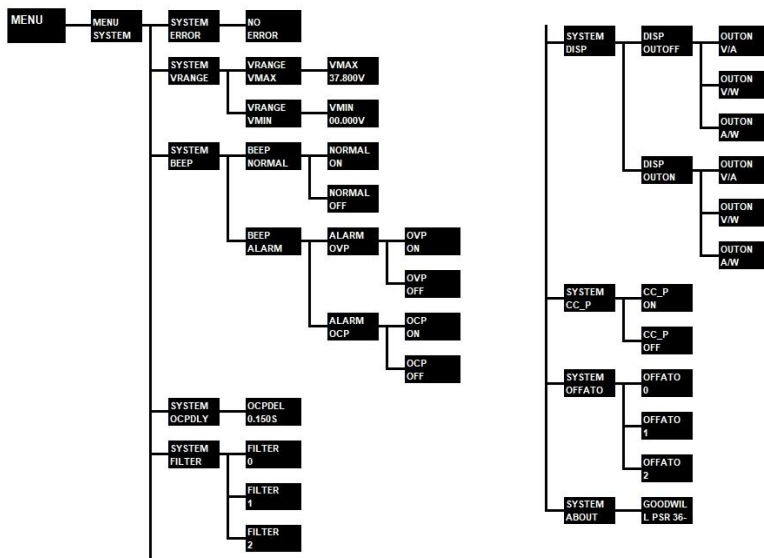 MENU
MENU
SYSTEM
SYSTEM
ERROR
NO
ERROR
SYSTEM
VRANGE
VRANGE
VMAX
VMAX
37.800V
VRANGE
VMIN
VMIN
00.000V
SYSTEM
BEEP
BEEP
NORMAL
NORMAL
ON
NORMAL
OFF
BEEP
ALARM
ALARM
OVP
OVP
ON
OVP
OFF
ALARM
OCP
OCP
ON
OCP
OFF
SYSTEM
OCPDLY
OCPDEL
0.150S
SYSTEM
FILTER
FILTER
0
FILTER
1
FILTER
2
SYSTEM
DISP
DISP
OUTOFF
OUTON
V/A
OUTON
V/W
OUTON
A/W
DISP
OUTON
OUTON
V/A
OUTON
V/W
OUTON
A/W
SYSTEM
CC_P
CC_P
ON
CC_P
OFF
SYSTEM
OFFATO
OFFATO
0
OFFATO
1
OFFATO
2
SYSTEM
ABOUT
GOODWIL
L PSR 36-